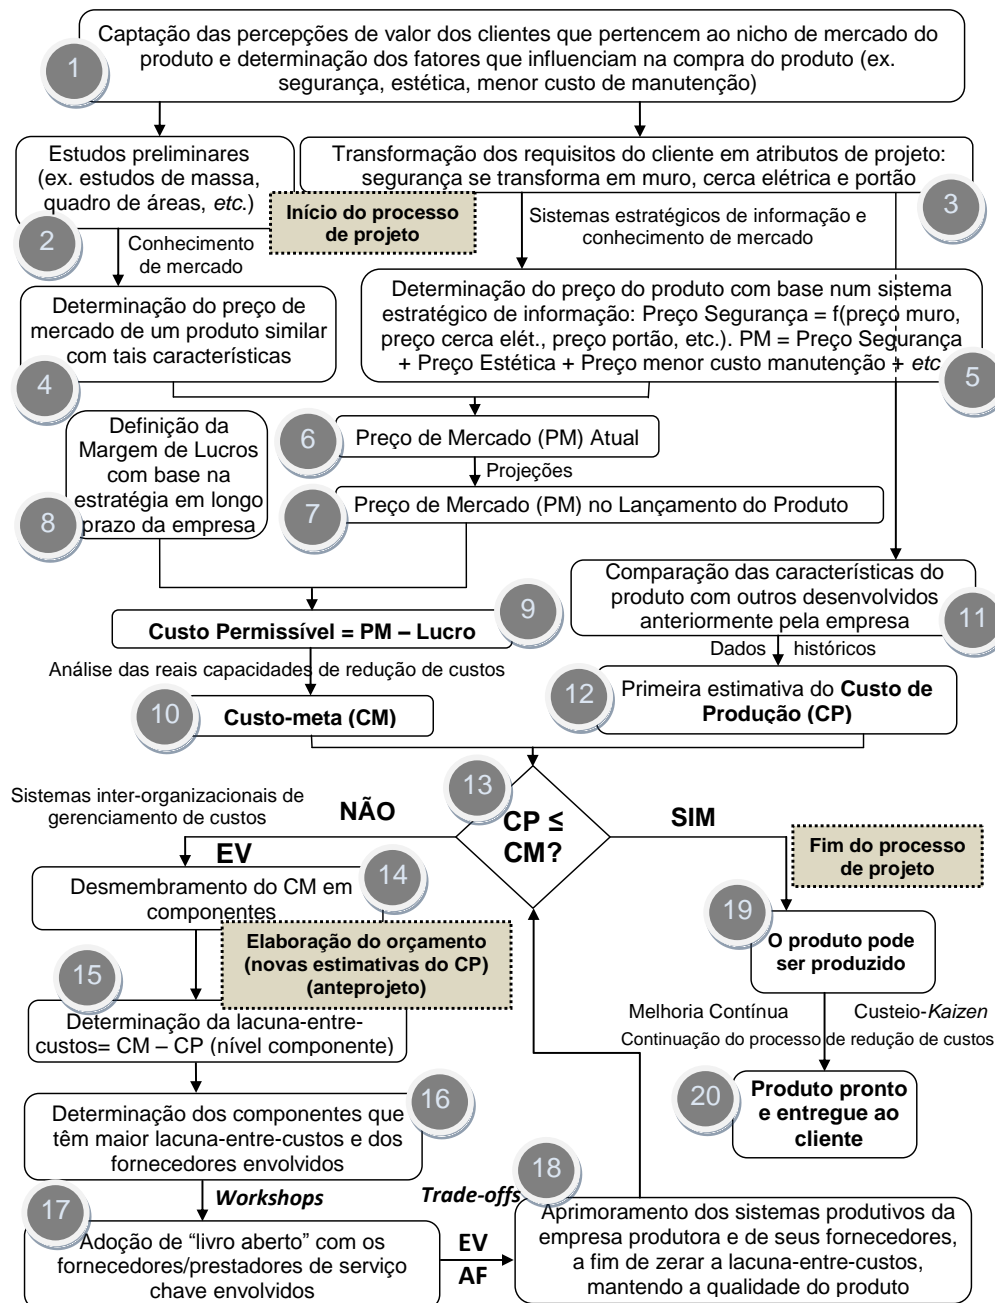 1
Captação das percepções de valor dos clientes que pertencem ao nicho de mercado do
produto e determinação dos fatores que influenciam na compra do produto (ex.
segurança, estética, menor custo de manutenção)
Estudos preliminares
(ex. estudos de massa,
quadro de áreas, etc.)
2
Início do processo
de projeto
Transformação dos requisitos do cliente em atributos de projeto:
segurança se transforma em muro, cerca elétrica e portão
3
Conhecimento
de mercado
Sistemas estratégicos de informação e
conhecimento de mercado
Determinação do preço de
mercado de um produto similar
com tais características
4
Determinação do preço do produto com base num sistema
estratégico de informação: Preço Segurança = f(preço muro,
preço cerca elét., preço portão, etc.). PM = Preço Segurança
+ Preço Estética + Preço menor custo manutenção + etc
5
6
Preço de Mercado (PM) Atual
Projeções
7
Preço de Mercado (PM) no Lançamento do Produto
Definição da
Margem de Lucros
com base na
estratégia em longo
prazo da empresa
8
9
Custo Permissível = PM – Lucro
Análise das reais capacidades de redução de custos
10
Custo-meta (CM)
Comparação das características do
produto com outros desenvolvidos
anteriormente pela empresa
11
Dados históricos
12
Primeira estimativa do Custo de
Produção (CP)
13
CP ≤
CM?
NÃO
SIM
Sistemas inter-organizacionais de
gerenciamento de custos
EV
14
Desmembramento do CM em
componentes
Elaboração do orçamento
(novas estimativas do CP)
(anteprojeto)
15
Determinação da lacuna-entre-
custos= CM – CP (nível componente)
16
Determinação dos componentes que
têm maior lacuna-entre-custos e dos
fornecedores envolvidos
Workshops
17
Adoção de “livro aberto” com os
fornecedores/prestadores de serviço
chave envolvidos
EV
AF
Trade-offs
18
Aprimoramento dos sistemas produtivos da
empresa produtora e de seus fornecedores,
a fim de zerar a lacuna-entre-custos,
mantendo a qualidade do produto
Fim do processo
de projeto
19
O produto pode
ser produzido
Melhoria Contínua Custeio-Kaizen
Continuação do processo de redução de custos
20
Produto pronto
e entregue ao
cliente